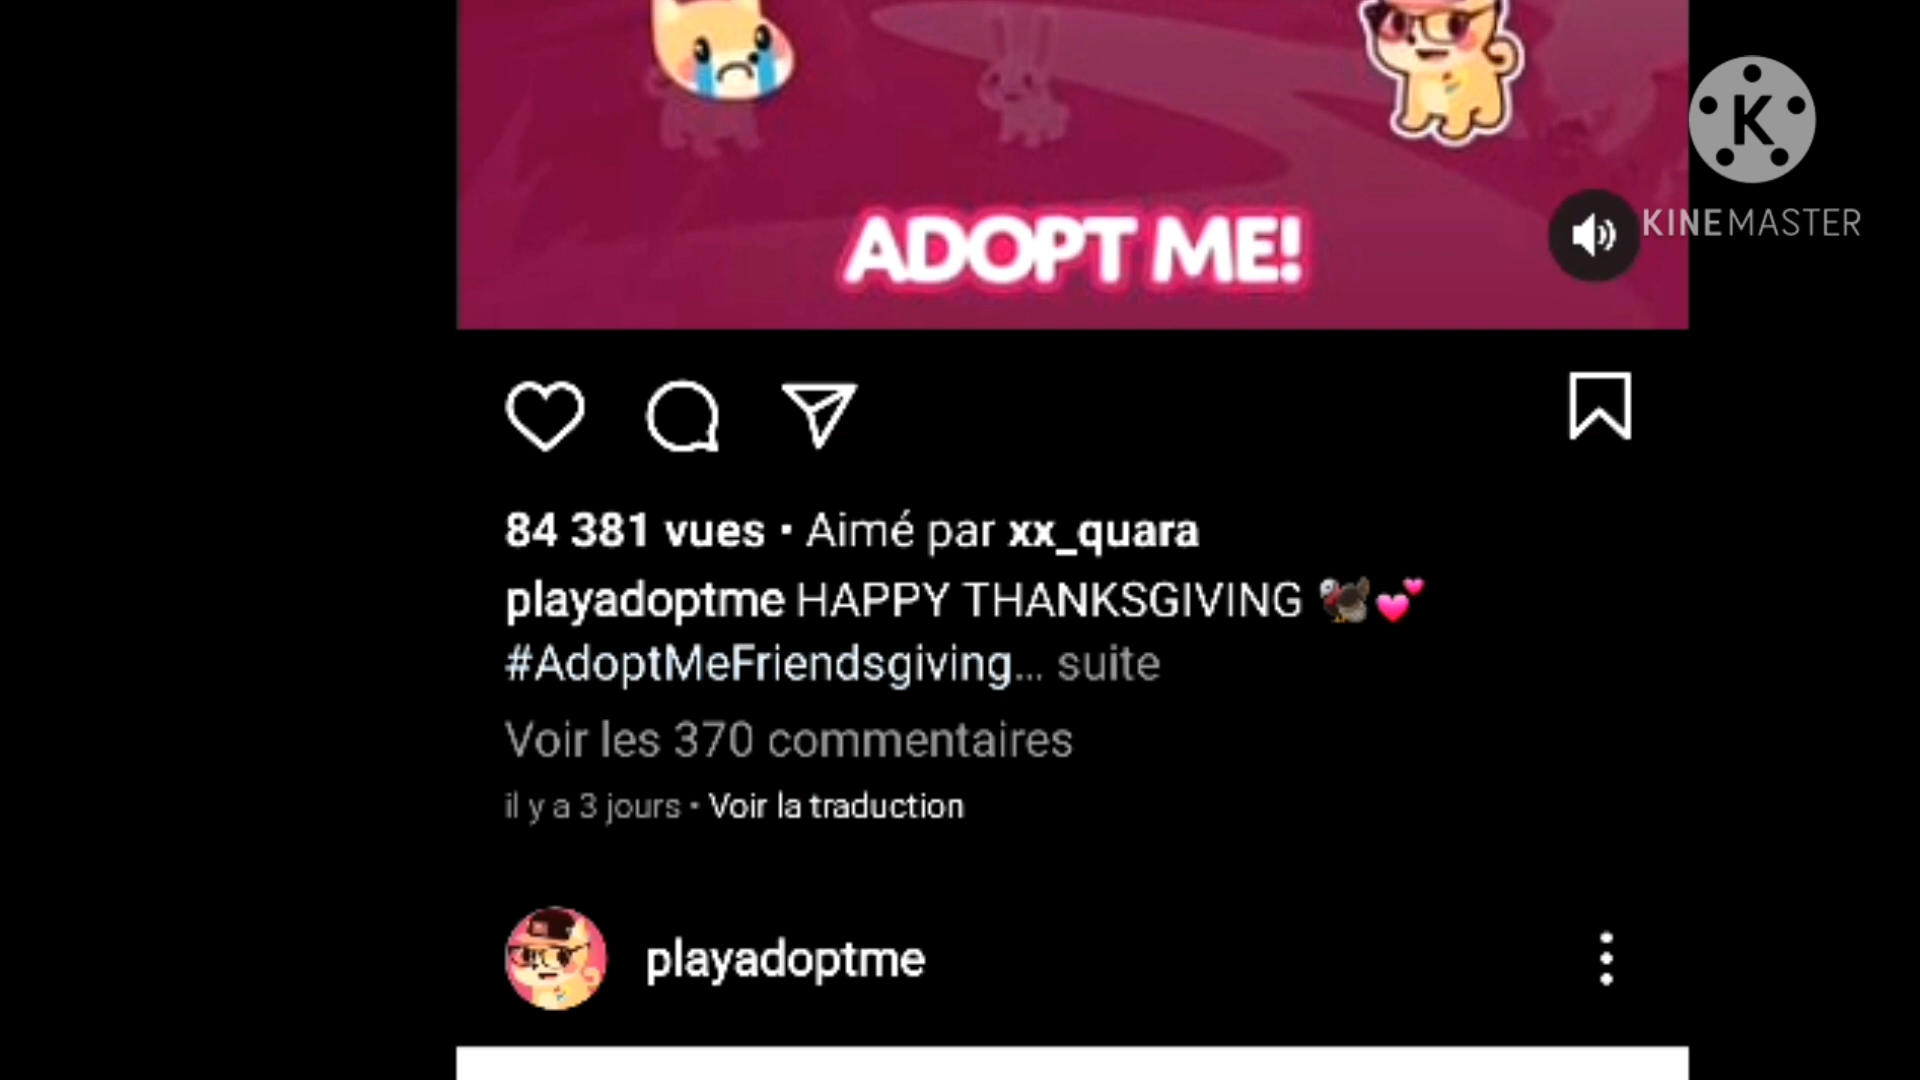 K
KINEMASTER
ADOPT ME!
84 381 vues • Aimé par xx_quara
playadoptme HAPPY THANKSGIVING 🦃💕
#AdoptMeFriendsgiving... suite
Voir les 370 commentaires
il y a 3 jours • Voir la traduction
playadoptme